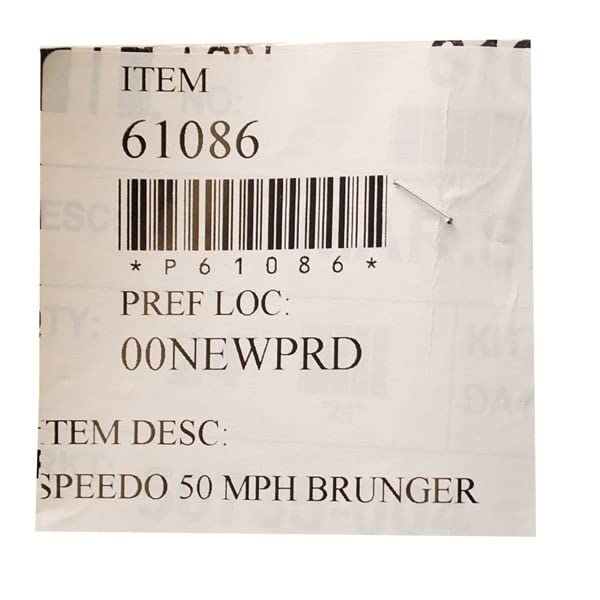 ITEM
61086
*P61086*
PREF LOC:
00NEWPRD
ITEM DESC:
SPEEDO 50 MPH BRUNGER